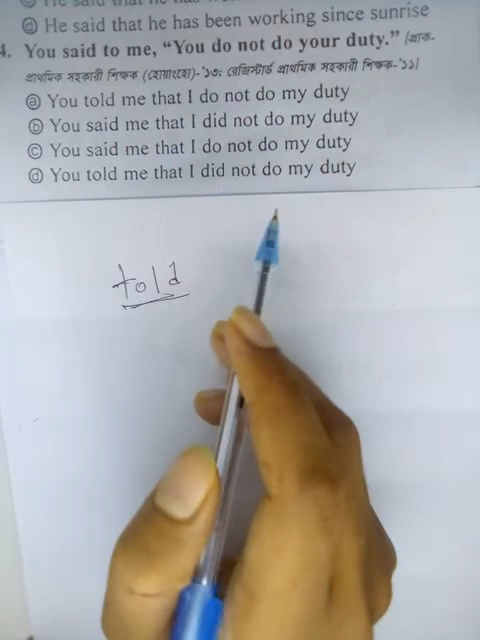 ⓓ He said that he has been working since sunrise
4. You said to me, “You do not do your duty.” [প্রাক-
প্রাথমিক সহকারী শিক্ষক (হোয়াংহো)-’১৩; রেজিস্টার্ড প্রাথমিক সহকারী শিক্ষক-’১১]
ⓐ You told me that I do not do my duty
ⓑ You said me that I did not do my duty
ⓒ You said me that I do not do my duty
ⓓ You told me that I did not do my duty
told